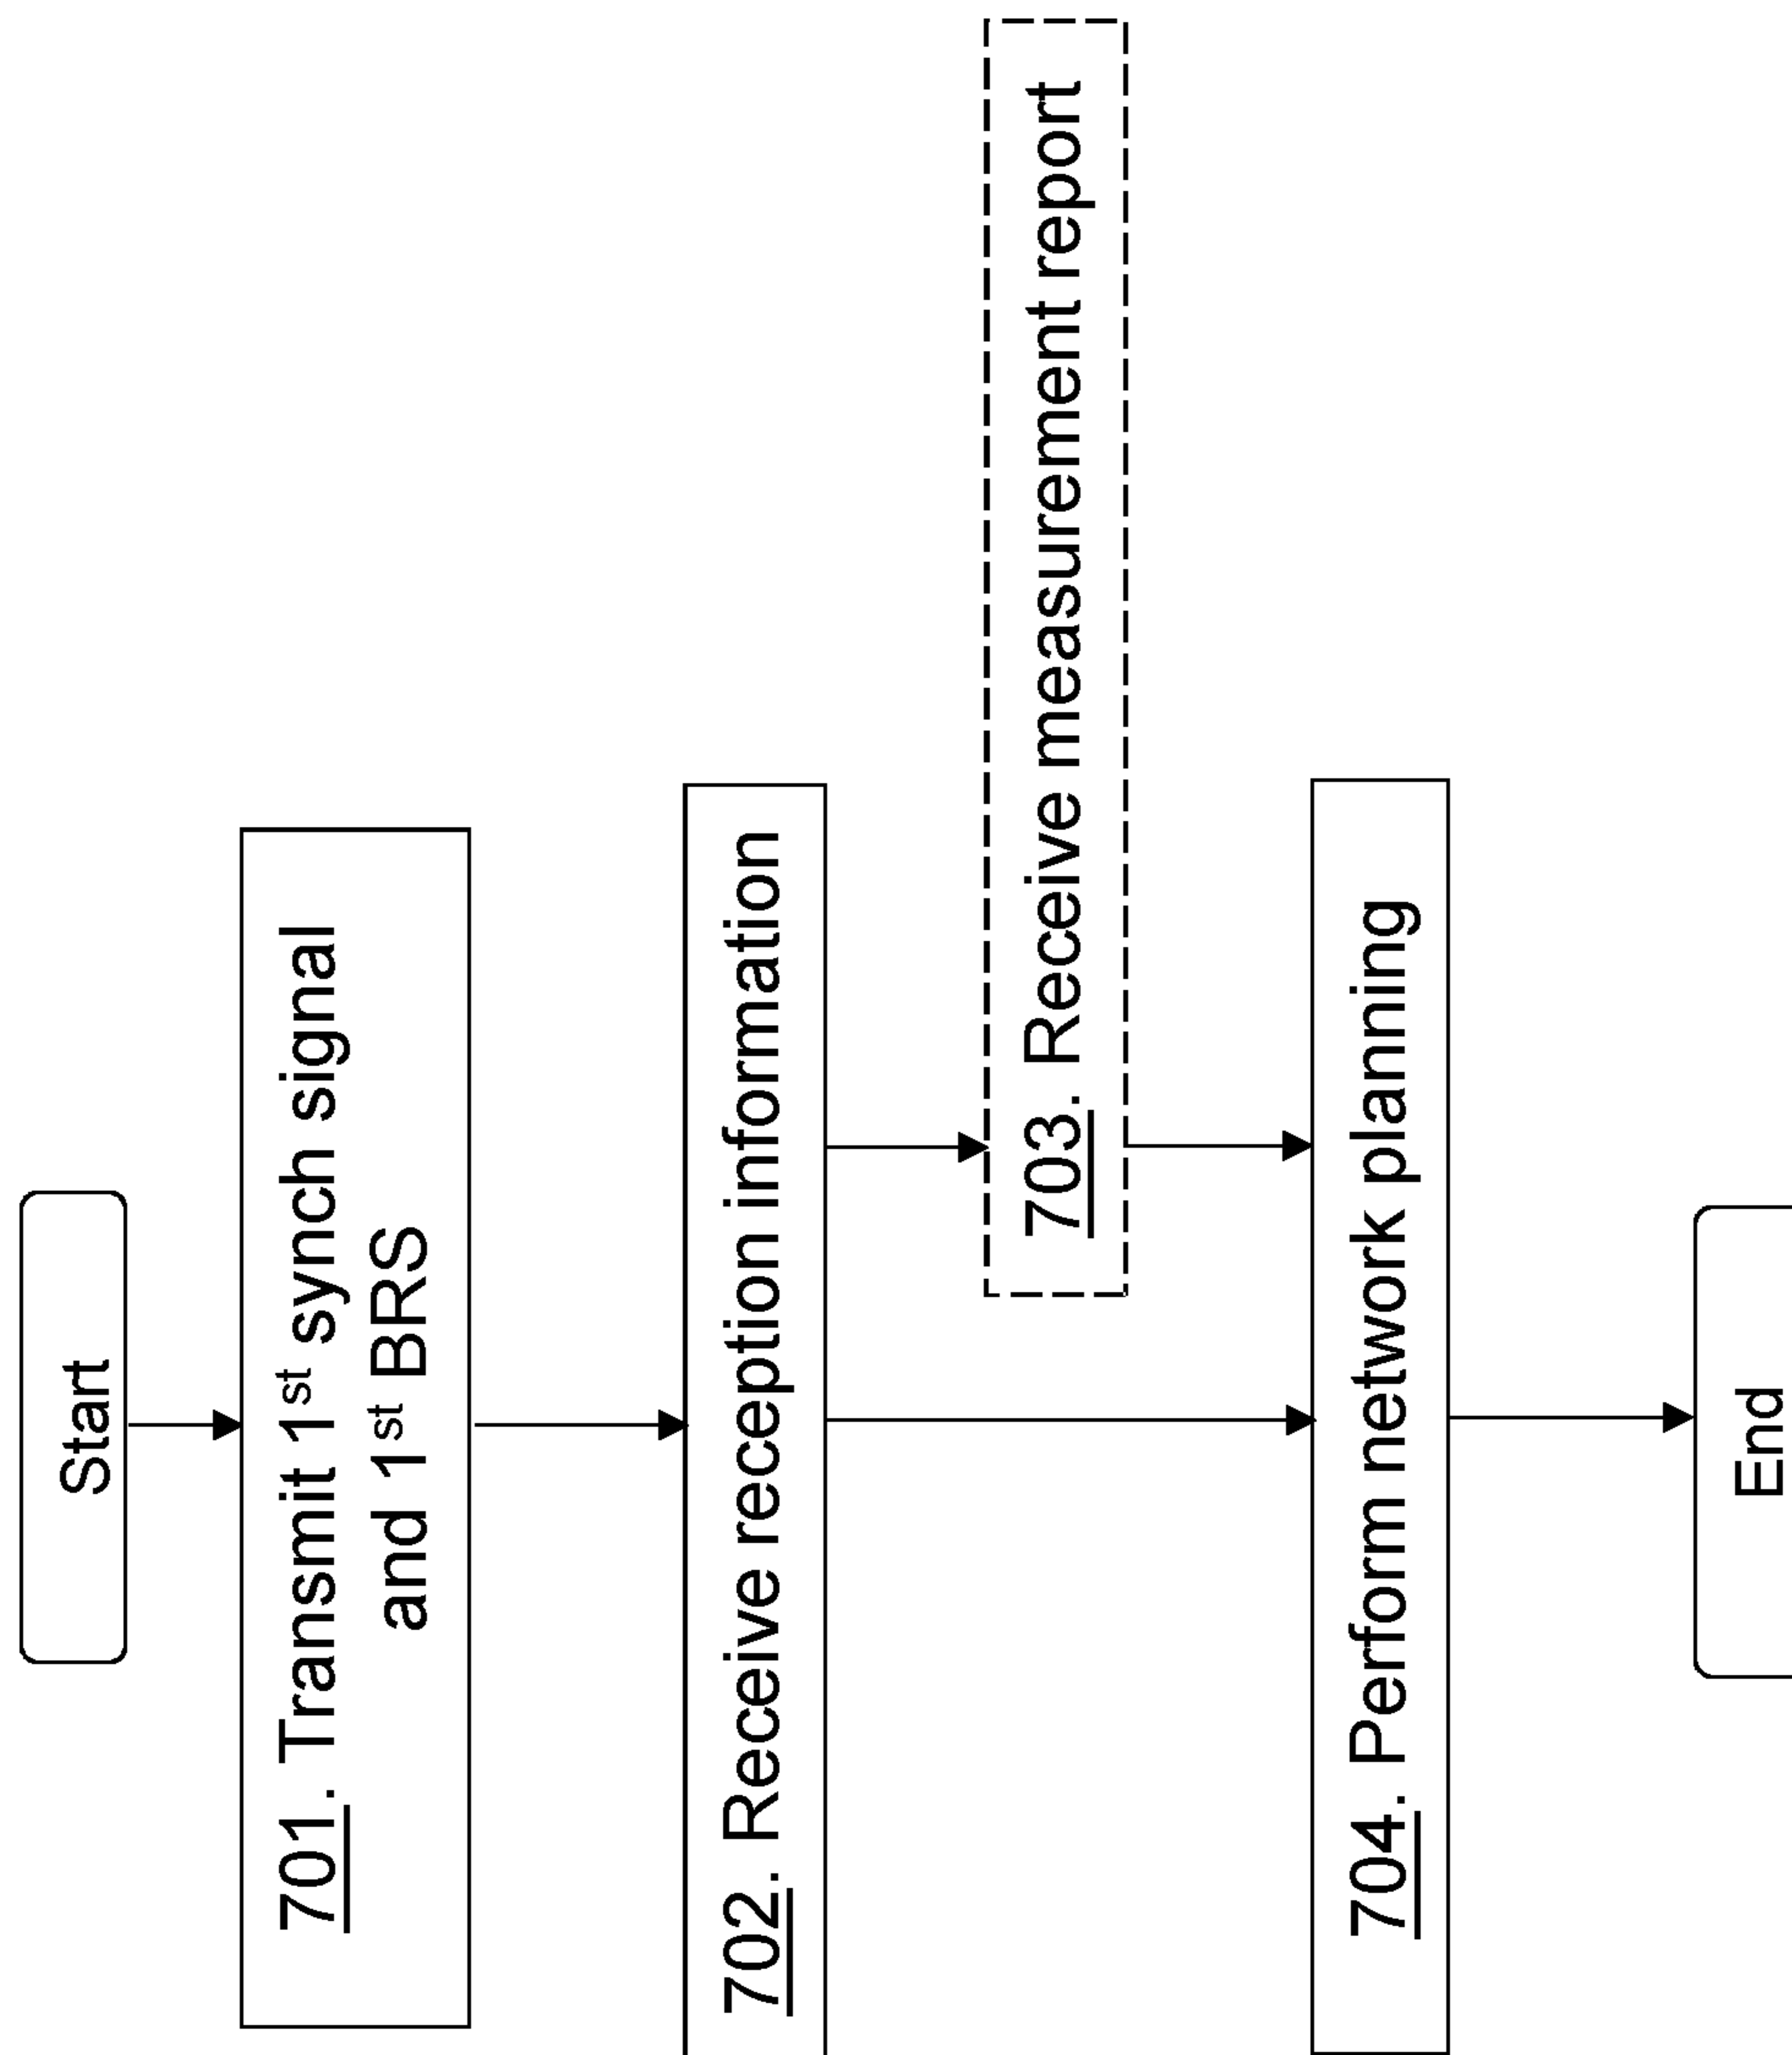 Start
701. Transmit 1st synch signal
and 1st BRS
702. Receive reception information
703. Receive measurement report
704. Perform network planning
End